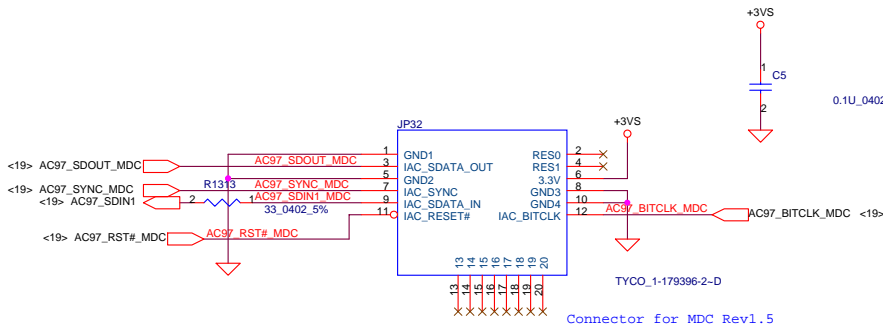 +3VS
1
C5
2
0.1U_0402
JP32
+3VS
1 GND1 RES0 2
<19> AC97_SDOUT_MDC AC97_SDOUT_MDC 3 IAC_SDATA_OUT RES1 4
5 GND2 3.3V 6
<19> AC97_SYNC_MDC AC97_SYNC_MDC 7 IAC_SYNC GND3 8
<19> AC97_SDIN1 2 R1313 1 AC97_SDIN1_MDC 9 IAC_SDATA_IN GND4 10
33_0402_5%
11 IAC_RESET# IAC_BITCLK 12 AC97_BITCLK_MDC AC97_BITCLK_MDC <19>
<19> AC97_RST#_MDC AC97_RST#_MDC
13 14 15 16 17 18 19 20
13 14 15 16 17 18 19 20
TYCO_1-179396-2~D
Connector for MDC Rev1.5